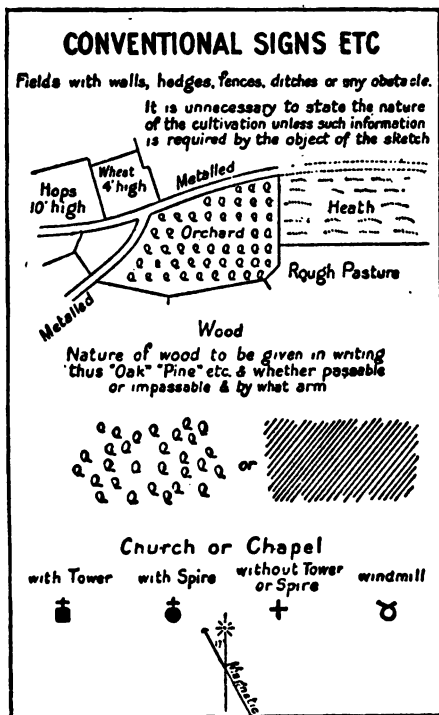 CONVENTIONAL SIGNS ETC
Fields with walls, hedges, fences, ditches or any obstacle.
It is unnecessary to state the nature
of the cultivation unless such information
is required by the object of the sketch
Hops
10' high
Wheat
4' high
Metalled
Orchard
Heath
Metalled
Rough Pasture
Wood
Nature of wood to be given in writing
thus "Oak" "Pine" etc. & whether passable
or impassable & by what arm
or
Church or Chapel
with Tower
with Spire
without Tower
or Spire
windmill
Magnetic